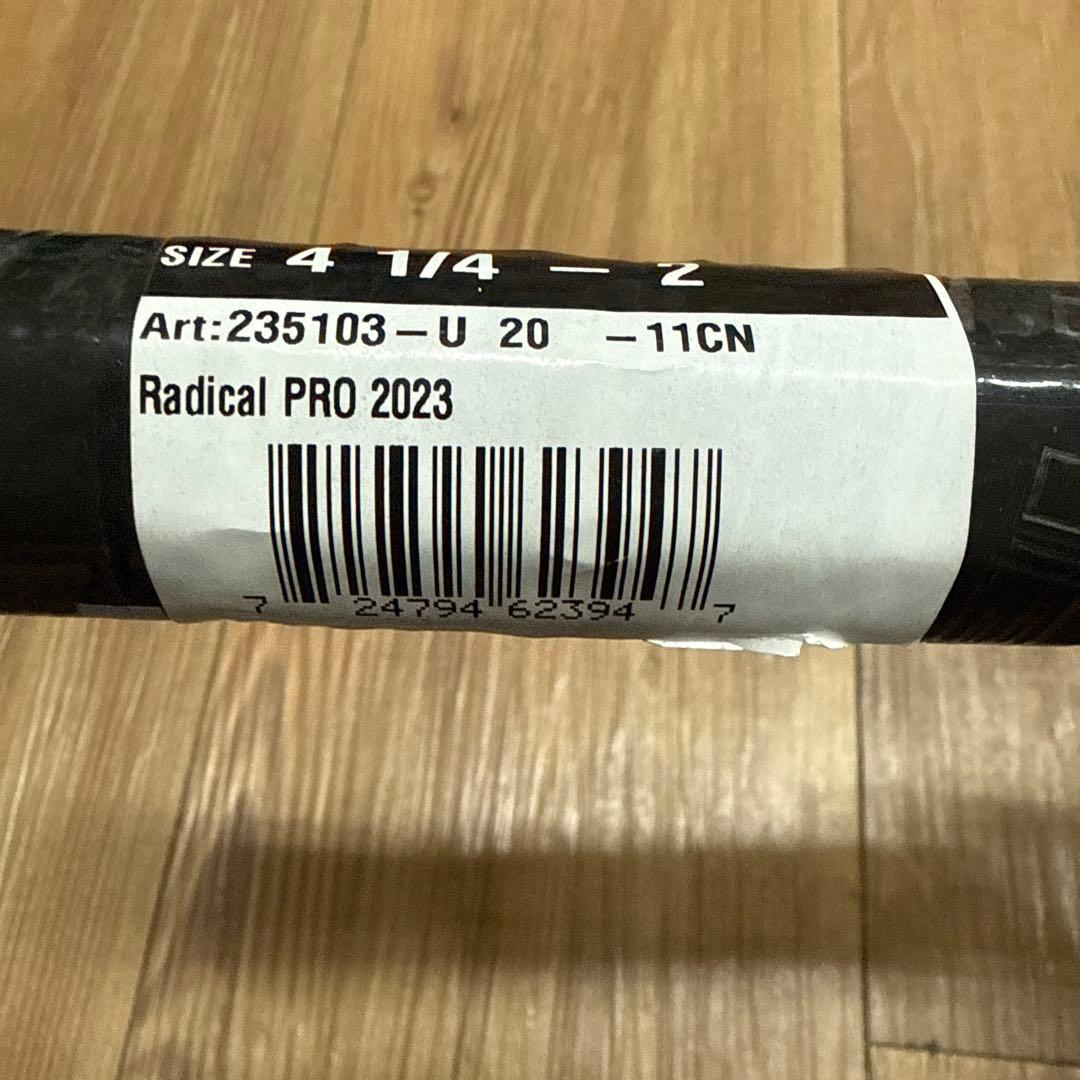 SIZE 4 1/4 - 2
Art:235103-U 20 -11CN
Radical PRO 2023
7 24794 62394 7